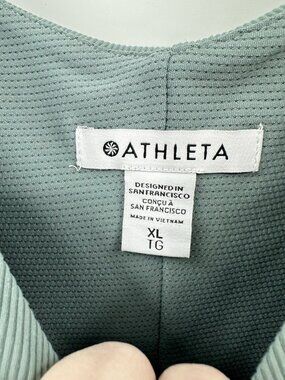 ATHLETA
DESIGNED IN
SAN FRANCISCO
CONÇU À
SAN FRANCISCO
MADE IN VIETNAM
XL
TG